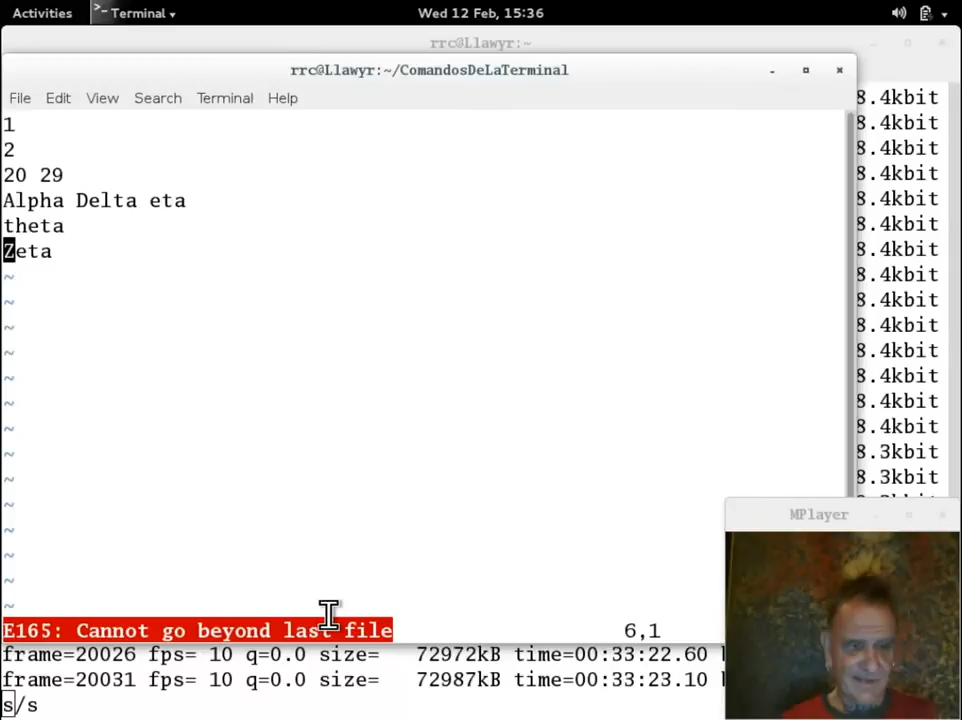 Activities Terminal Wed 12 Feb, 15:36
rrc@Llawyr:~
rrc@Llawyr:~/ComandosDeLaTerminal
File Edit View Search Terminal Help
1
2
20 29
Alpha Delta eta
theta
Zeta
~
~
~
~
~
~
~
~
~
~
~
~
~
~
E165: Cannot go beyond last file 6,1
8.4kbit
8.4kbit
8.4kbit
8.4kbit
8.4kbit
8.4kbit
8.4kbit
8.4kbit
8.4kbit
8.4kbit
8.4kbit
8.4kbit
8.4kbit
8.4kbit
8.3kbit
8.3kbit
MPlayer
frame=20026 fps= 10 q=0.0 size= 72972kB time=00:33:22.60
frame=20031 fps= 10 q=0.0 size= 72987kB time=00:33:23.10
s/s